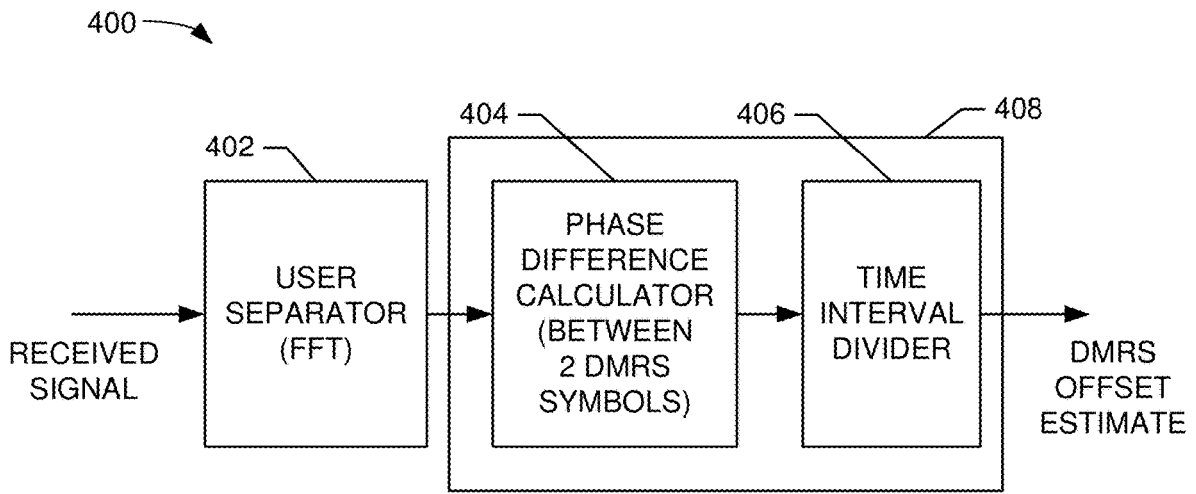 400
404
406
408
402
PHASE
DIFFERENCE
CALCULATOR
(BETWEEN
2 DMRS
SYMBOLS)
USER
SEPARATOR
(FFT)
TIME
INTERVAL
DIVIDER
RECEIVED
SIGNAL
DMRS
OFFSET
ESTIMATE